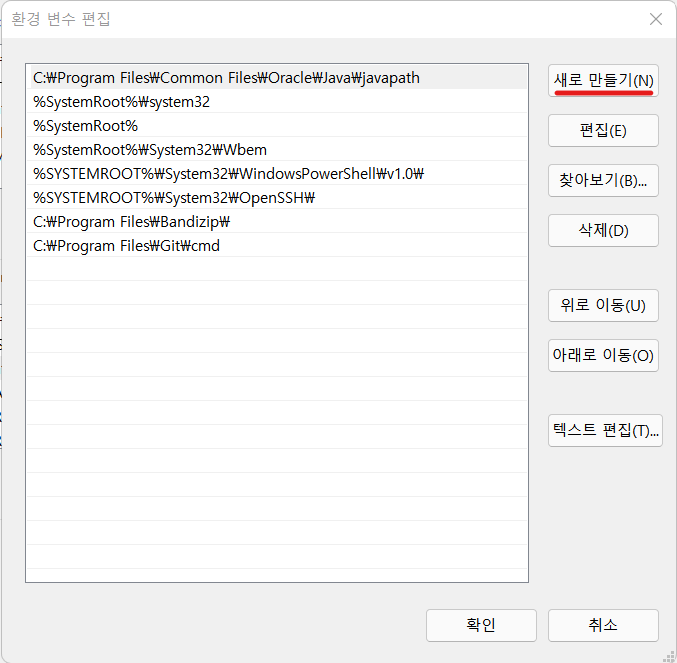 환경 변수 편집
C:₩Program Files₩Common Files₩Oracle₩Java₩javapath
%SystemRoot%₩system32
%SystemRoot%
%SystemRoot%₩System32₩Wbem
%SYSTEMROOT%₩System32₩WindowsPowerShell₩v1.0₩
%SYSTEMROOT%₩System32₩OpenSSH₩
C:₩Program Files₩Bandizip₩
C:₩Program Files₩Git₩cmd
새로 만들기(N)
편집(E)
찾아보기(B)...
삭제(D)
위로 이동(U)
아래로 이동(O)
텍스트 편집(T)...
확인
취소